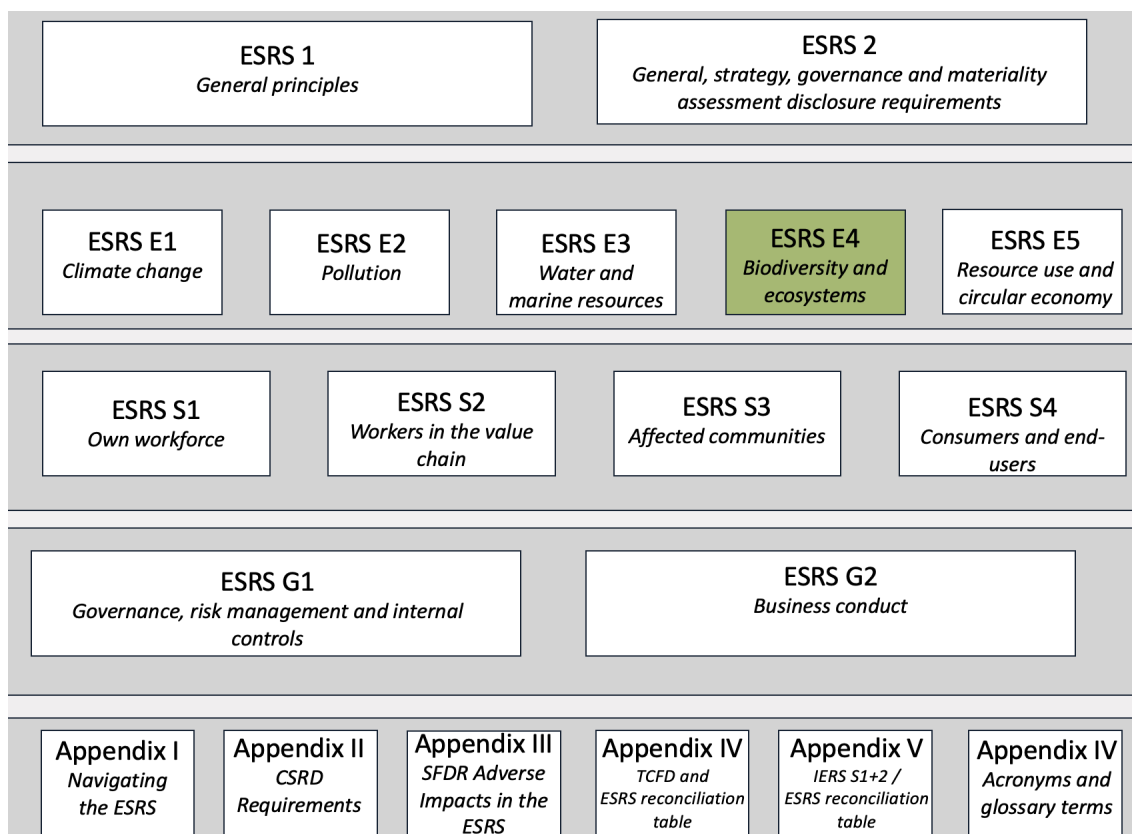 ESRS 1
General principles
ESRS 2
General, strategy, governance and materiality
assessment disclosure requirements
ESRS E1
Climate change
ESRS E2
Pollution
ESRS E3
Water and
marine resources
ESRS E4
Biodiversity and
ecosystems
ESRS E5
Resource use and
circular economy
ESRS S1
Own workforce
ESRS S2
Workers in the value
chain
ESRS S3
Affected communities
ESRS S4
Consumers and end-
users
ESRS G1
Governance, risk management and internal
controls
ESRS G2
Business conduct
Appendix I
Navigating
the ESRS
Appendix II
CSRD
Requirements
Appendix III
SFDR Adverse
Impacts in the
ESRS
Appendix IV
TCFD and
ESRS reconciliation
table
Appendix V
IERS S1+2 /
ESRS reconciliation
table
Appendix IV
Acronyms and
glossary terms